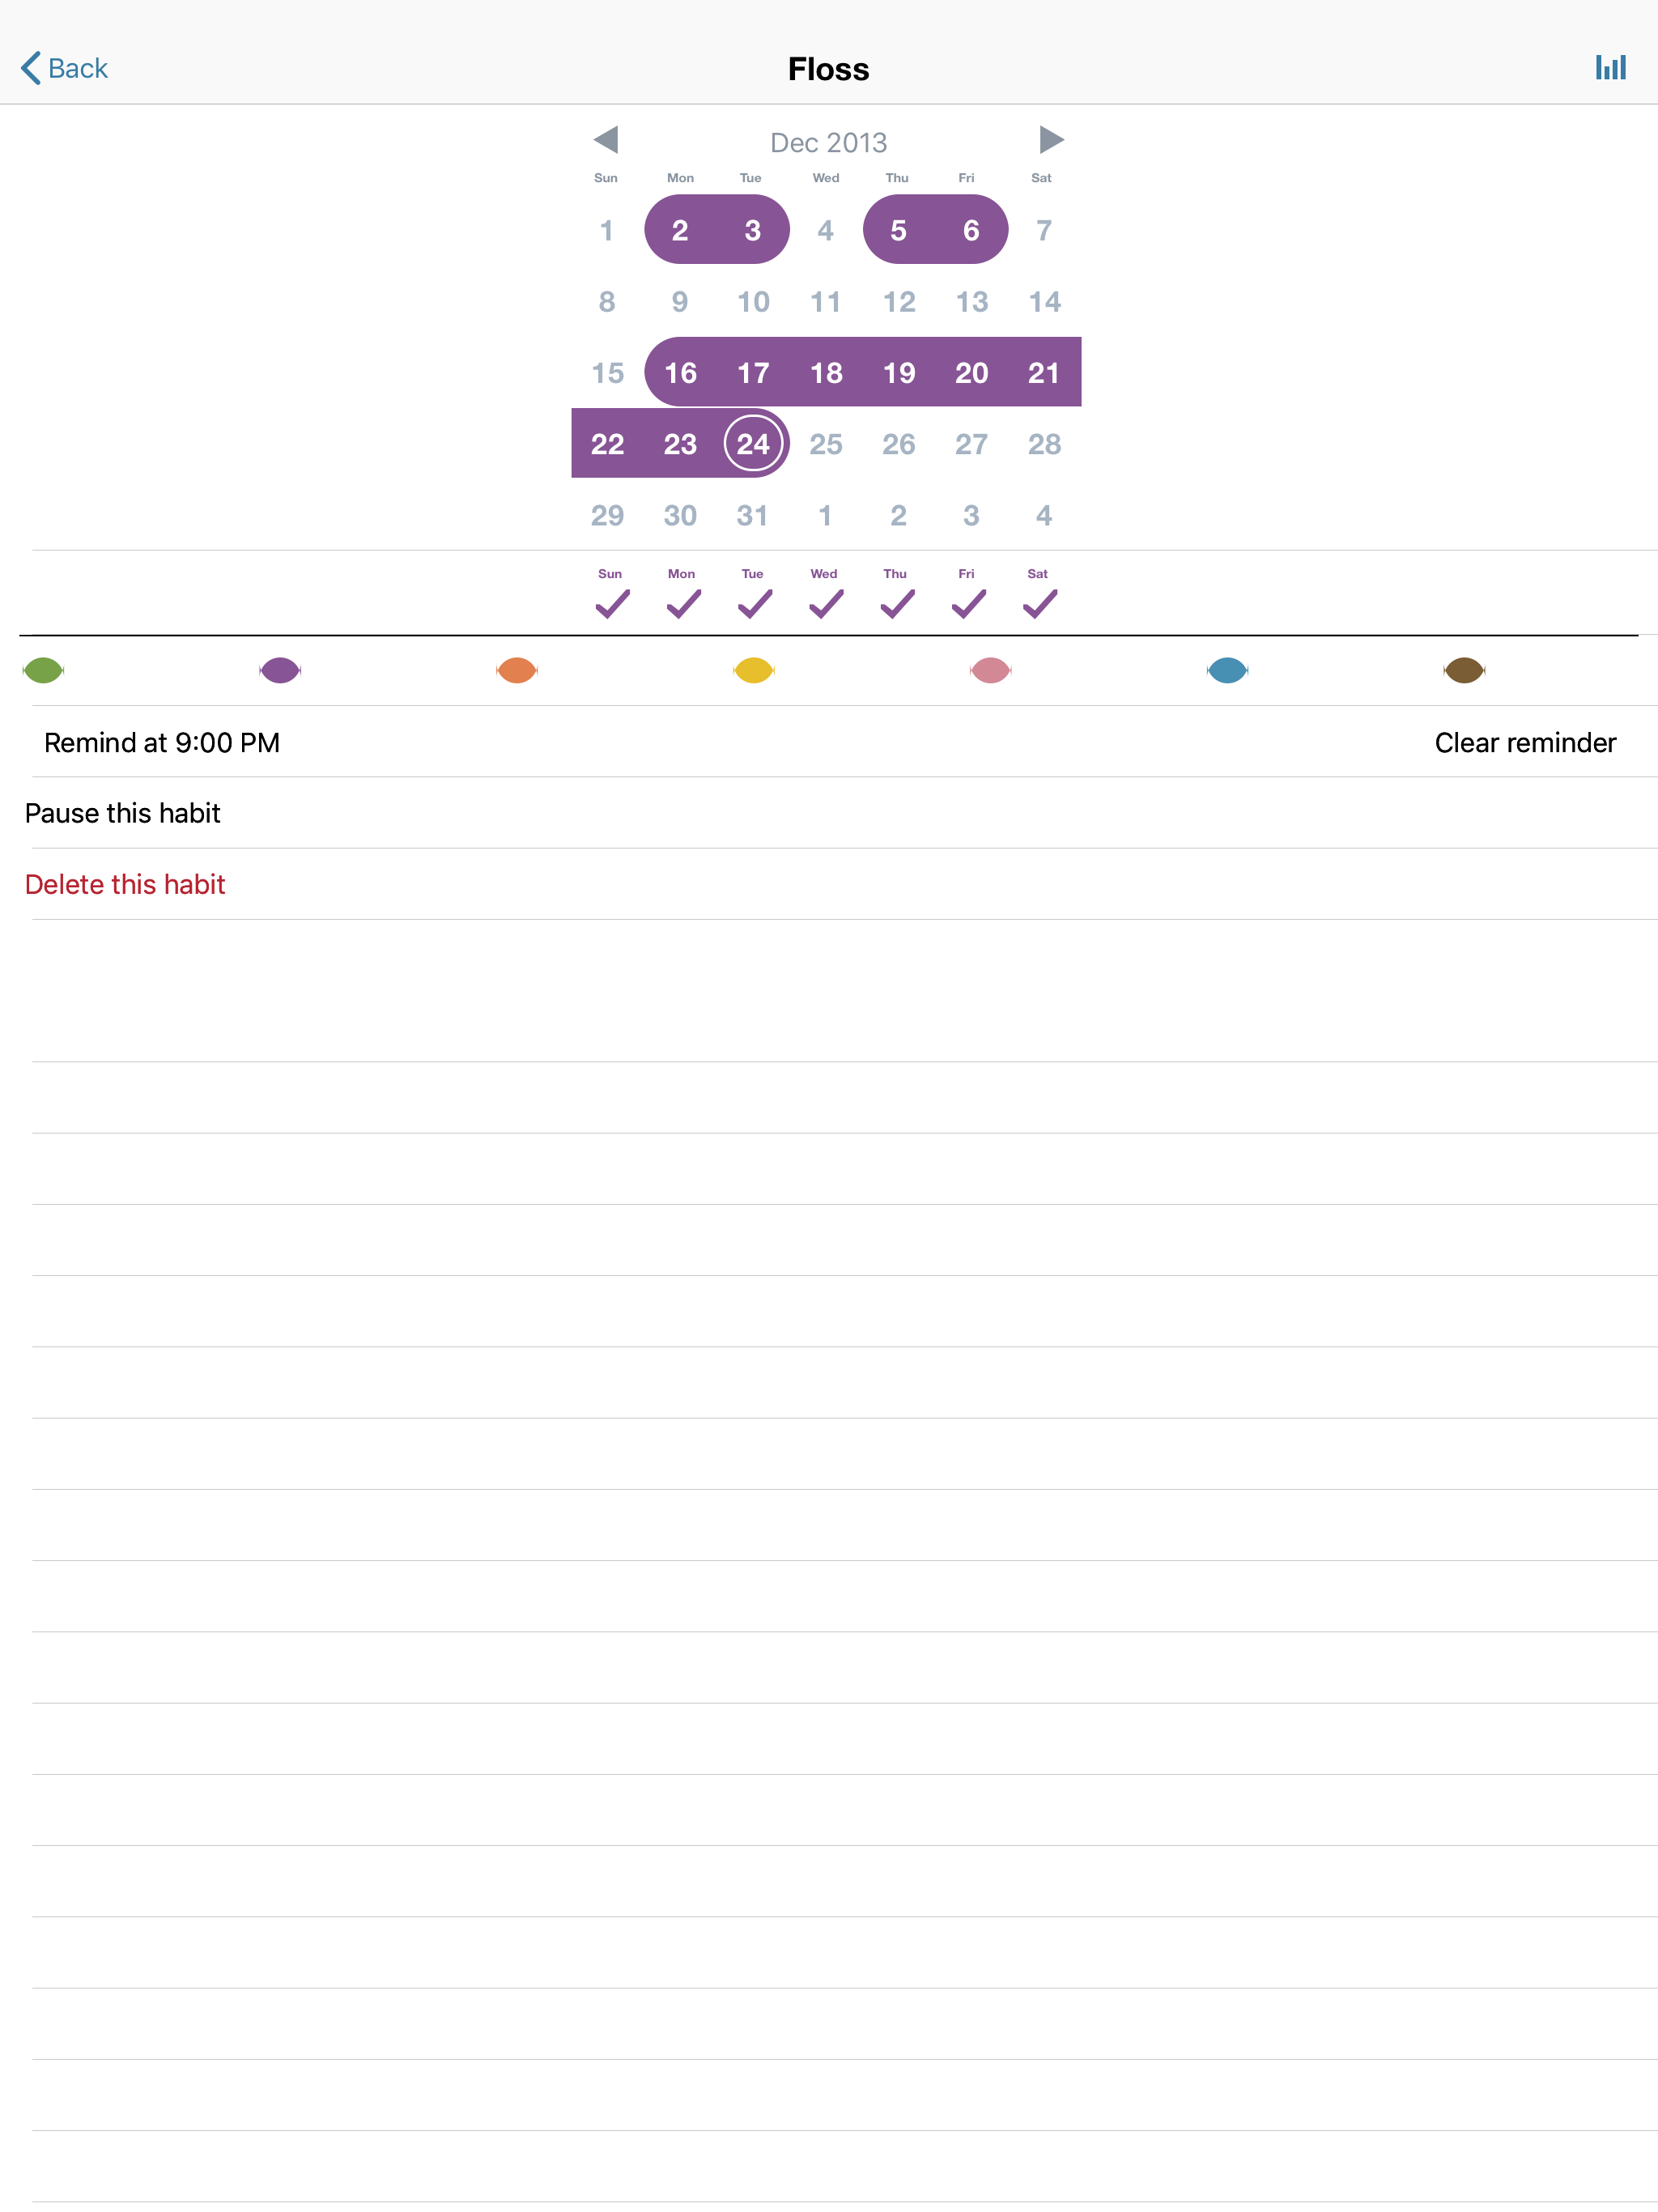 Back Floss
Dec 2013
Sun Mon Tue Wed Thu Fri Sat
1 2 3 4 5 6 7
8 9 10 11 12 13 14
15 16 17 18 19 20 21
22 23 24 25 26 27 28
29 30 31 1 2 3 4
Sun Mon Tue Wed Thu Fri Sat
Remind at 9:00 PM Clear reminder
Pause this habit
Delete this habit